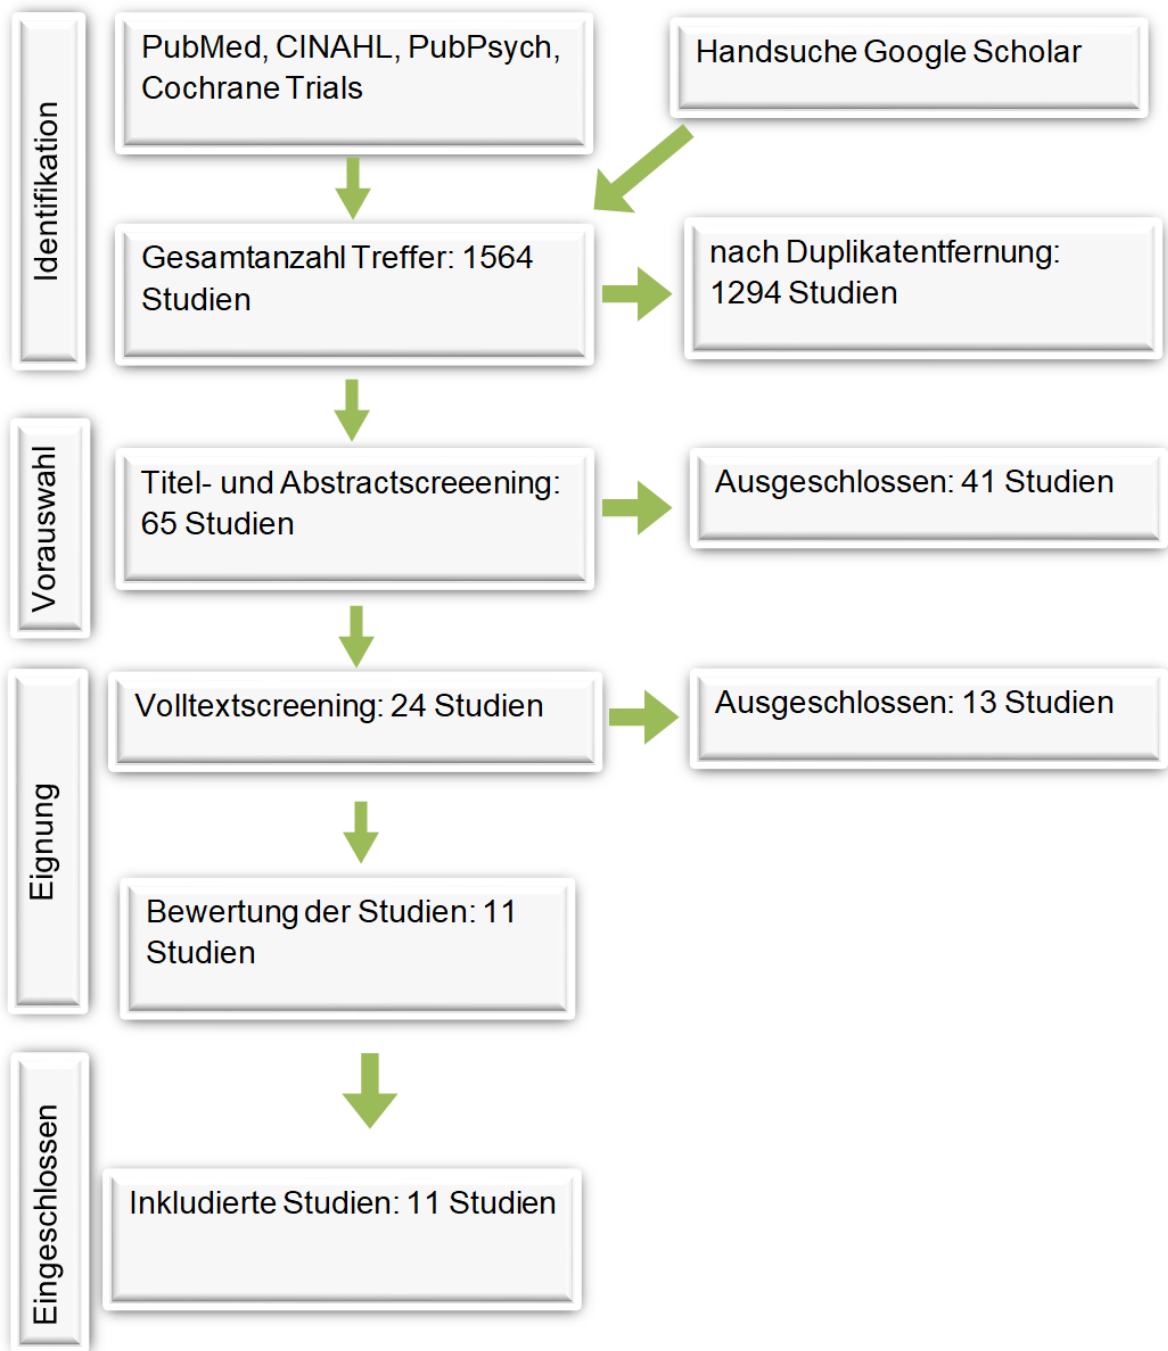 Identifikation
PubMed, CINAHL, PubPsych,
Cochrane Trials
Handsuche Google Scholar
Gesamtanzahl Treffer: 1564
Studien
nach Duplikatentfernung:
1294 Studien
Vorauswahl
Titel- und Abstractscreeening:
65 Studien
Ausgeschlossen: 41 Studien
Eignung
Volltextscreening: 24 Studien
Ausgeschlossen: 13 Studien
Bewertung der Studien: 11
Studien
Eingeschlossen
Inkludierte Studien: 11 Studien